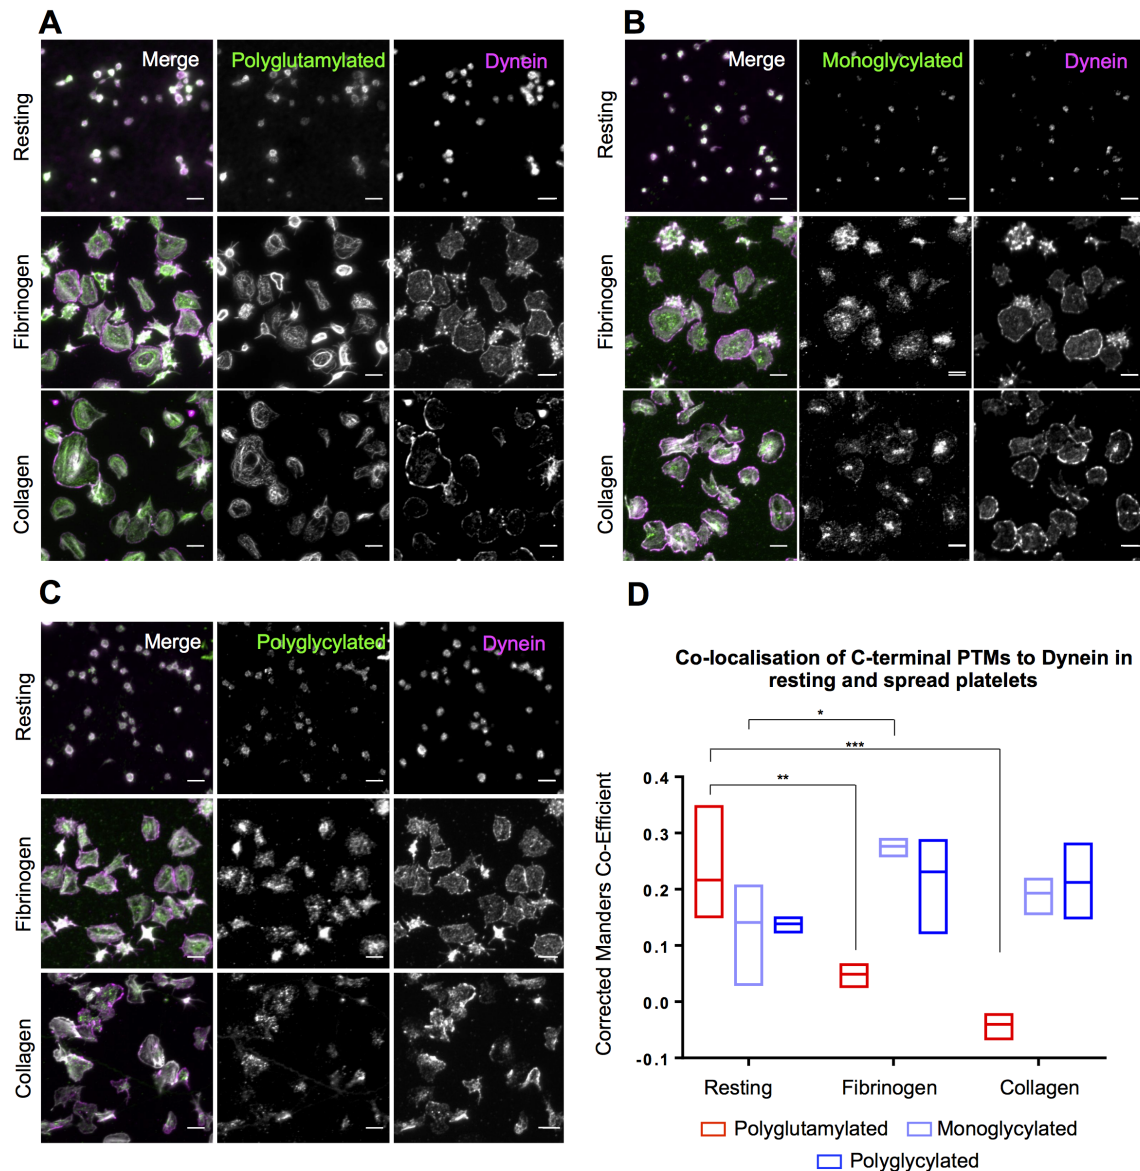 A
Merge Polyglutamylated Dynein
Resting
Fibrinogen
Collagen
B
Merge Monoglycylated Dynein
Resting
Fibrinogen
Collagen
C
Merge Polyglycylated Dynein
Resting
Fibrinogen
Collagen
D
Co-localisation of C-terminal PTMs to Dynein in
resting and spread platelets
*
***
**
Corrected Manders Co-Efficient
0.4
0.3
0.2
0.1
0.0
-0.1
Resting Fibrinogen Collagen
Polyglutamylated Monoglycylated
Polyglycylated